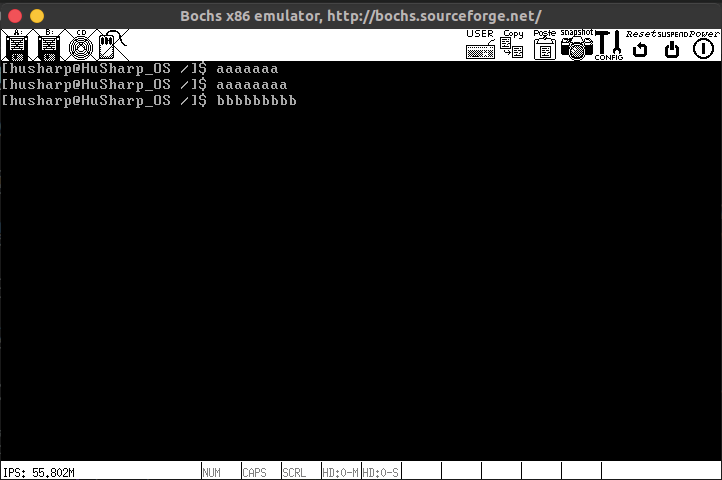 Bochs x86 emulator, http://bochs.sourceforge.net/
A: B: CD USER Copy Paste snapshot CONFIG Reset SUSPEND Power
[husharp@HuSharp_OS /]$ aaaaaaa
[husharp@HuSharp_OS /]$ aaaaaaaa
[husharp@HuSharp_OS /]$ bbbbbbbbb
IPS: 55.802M NUM CAPS SCRL HD:0-M HD:0-S